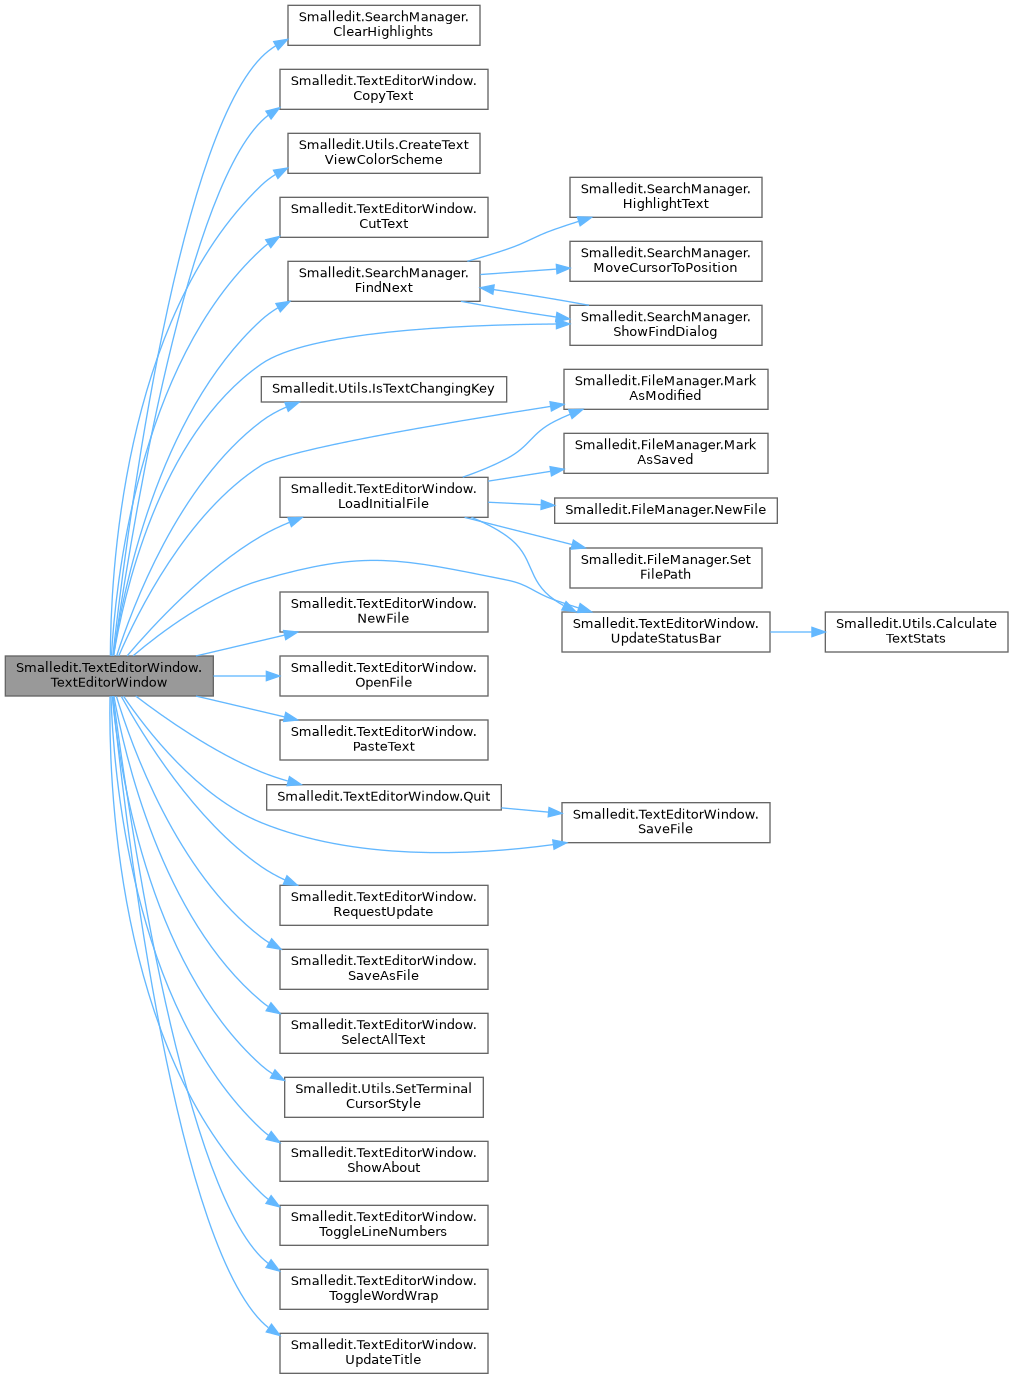 Smalledit.SearchManager.
ClearHighlights
Smalledit.TextEditorWindow.
CopyText
Smalledit.Utils.CreateText
ViewColorScheme
Smalledit.TextEditorWindow.
CutText
Smalledit.SearchManager.
FindNext
Smalledit.SearchManager.
HighlightText
Smalledit.SearchManager.
MoveCursorToPosition
Smalledit.SearchManager.
ShowFindDialog
Smalledit.Utils.IsTextChangingKey
Smalledit.FileManager.Mark
AsModified
Smalledit.FileManager.Mark
AsSaved
Smalledit.TextEditorWindow.
LoadInitialFile
Smalledit.FileManager.NewFile
Smalledit.FileManager.Set
FilePath
Smalledit.TextEditorWindow.
NewFile
Smalledit.TextEditorWindow.
UpdateStatusBar
Smalledit.Utils.Calculate
TextStats
Smalledit.TextEditorWindow.
TextEditorWindow
Smalledit.TextEditorWindow.
OpenFile
Smalledit.TextEditorWindow.
PasteText
Smalledit.TextEditorWindow.Quit
Smalledit.TextEditorWindow.
SaveFile
Smalledit.TextEditorWindow.
RequestUpdate
Smalledit.TextEditorWindow.
SaveAsFile
Smalledit.TextEditorWindow.
SelectAllText
Smalledit.Utils.SetTerminal
CursorStyle
Smalledit.TextEditorWindow.
ShowAbout
Smalledit.TextEditorWindow.
ToggleLineNumbers
Smalledit.TextEditorWindow.
ToggleWordWrap
Smalledit.TextEditorWindow.
UpdateTitle